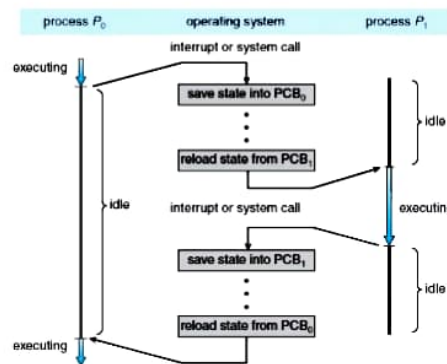 process P0 operating system process P1
interrupt or system call
executing
save state into PCB0
idle
reload state from PCB1
idle
interrupt or system call
executin
save state into PCB1
idle
reload state from PCB0
executing